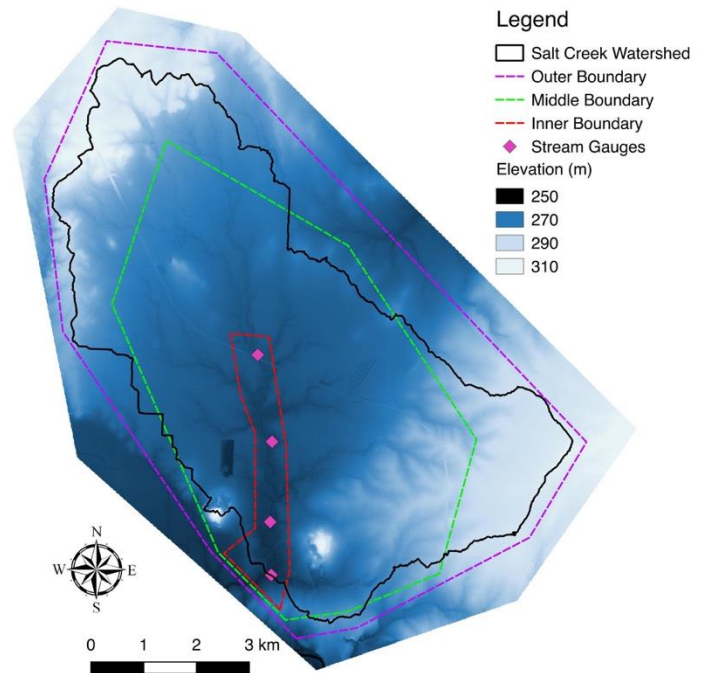 Legend
Salt Creek Watershed
Outer Boundary
Middle Boundary
Inner Boundary
Stream Gauges
Elevation (m)
250
270
290
310
N
W E
S
0 1 2 3 km